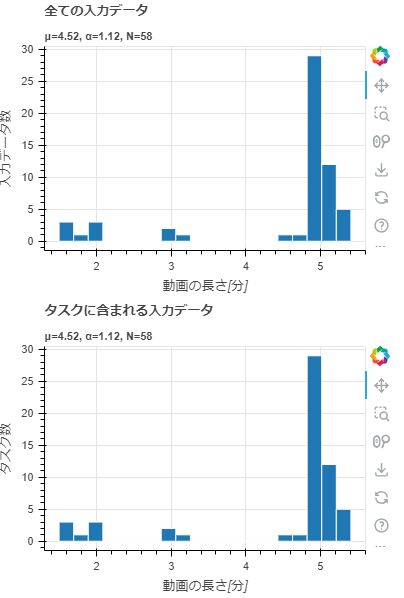 全ての入力データ
μ=4.52, α=1.12, N=58
30
25
20
15
10
5
0
入力データ数
2
3
4
5
動画の長さ[分]
タスクに含まれる入力データ
μ=4.52, α=1.12, N=58
30
25
20
15
10
5
0
タスク数
2
3
4
5
動画の長さ[分]